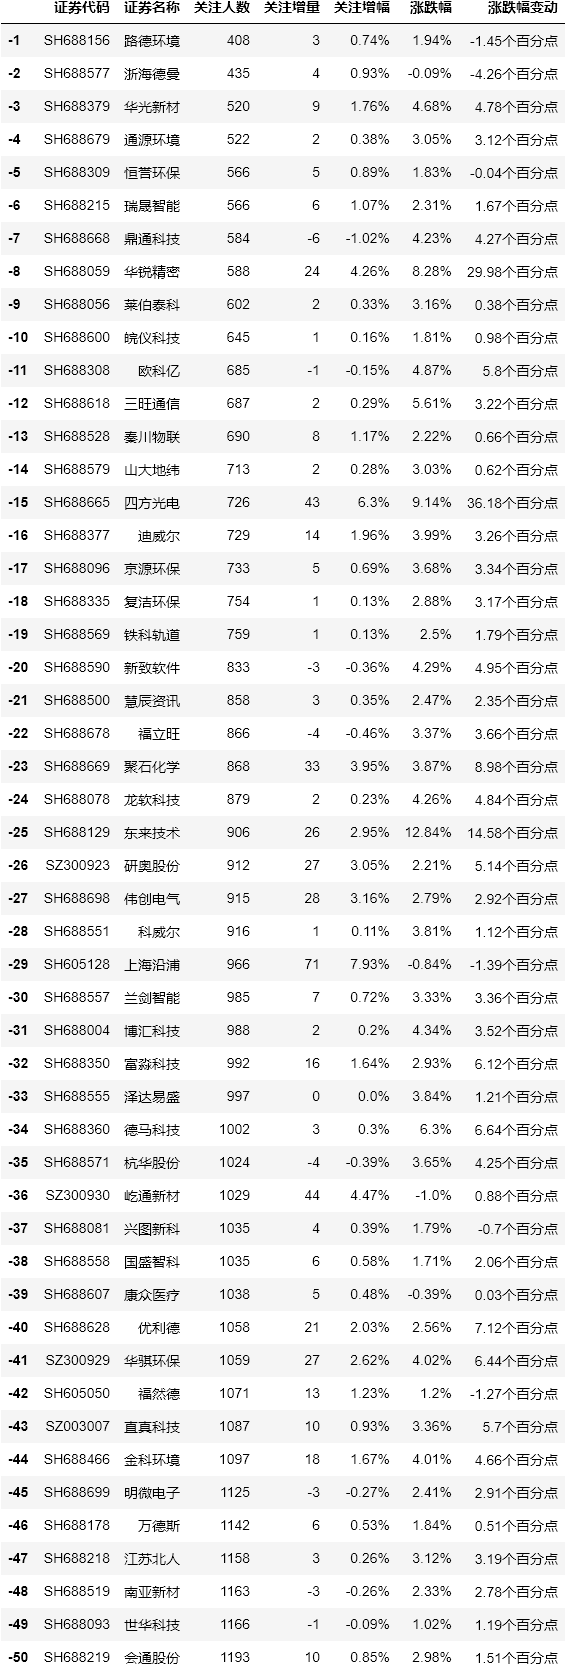 证券代码 证券名称 关注人数 关注增量 关注增幅 涨跌幅 涨跌幅变动
-1 SH688156 路德环境 408 3 0.74% 1.94% -1.45个百分点
-2 SH688577 浙海德曼 435 4 0.93% -0.09% -4.26个百分点
-3 SH688379 华光新材 520 9 1.76% 4.68% 4.78个百分点
-4 SH688679 通源环境 522 2 0.38% 3.05% 3.12个百分点
-5 SH688309 恒誉环保 566 5 0.89% 1.83% -0.04个百分点
-6 SH688215 瑞晟智能 566 6 1.07% 2.31% 1.67个百分点
-7 SH688668 鼎通科技 584 -6 -1.02% 4.23% 4.27个百分点
-8 SH688059 华锐精密 588 24 4.26% 8.28% 29.98个百分点
-9 SH688056 莱伯泰科 602 2 0.33% 3.16% 0.38个百分点
-10 SH688600 皖仪科技 645 1 0.16% 1.81% 0.98个百分点
-11 SH688308 欧科亿 685 -1 -0.15% 4.87% 5.8个百分点
-12 SH688618 三旺通信 687 2 0.29% 5.61% 3.22个百分点
-13 SH688528 秦川物联 690 8 1.17% 2.22% 0.66个百分点
-14 SH688579 山大地纬 713 2 0.28% 3.03% 0.62个百分点
-15 SH688665 四方光电 726 43 6.3% 9.14% 36.18个百分点
-16 SH688377 迪威尔 729 14 1.96% 3.99% 3.26个百分点
-17 SH688096 京源环保 733 5 0.69% 3.68% 3.34个百分点
-18 SH688335 复洁环保 754 1 0.13% 2.88% 3.17个百分点
-19 SH688569 铁科轨道 759 1 0.13% 2.5% 1.79个百分点
-20 SH688590 新致软件 833 -3 -0.36% 4.29% 4.95个百分点
-21 SH688500 慧辰资讯 858 3 0.35% 2.47% 2.35个百分点
-22 SH688678 福立旺 866 -4 -0.46% 3.37% 3.66个百分点
-23 SH688669 聚石化学 868 33 3.95% 3.87% 8.98个百分点
-24 SH688078 龙软科技 879 2 0.23% 4.26% 4.84个百分点
-25 SH688129 东来技术 906 26 2.95% 12.84% 14.58个百分点
-26 SZ300923 研奥股份 912 27 3.05% 2.21% 5.14个百分点
-27 SH688698 伟创电气 915 28 3.16% 2.79% 2.92个百分点
-28 SH688551 科威尔 916 1 0.11% 3.81% 1.12个百分点
-29 SH605128 上海沿浦 966 71 7.93% -0.84% -1.39个百分点
-30 SH688557 兰剑智能 985 7 0.72% 3.33% 3.36个百分点
-31 SH688004 博汇科技 988 2 0.2% 4.34% 3.52个百分点
-32 SH688350 富淼科技 992 16 1.64% 2.93% 6.12个百分点
-33 SH688555 泽达易盛 997 0 0.0% 3.84% 1.21个百分点
-34 SH688360 德马科技 1002 3 0.3% 6.3% 6.64个百分点
-35 SH688571 杭华股份 1024 -4 -0.39% 3.65% 4.25个百分点
-36 SZ300930 屹通新材 1029 44 4.47% -1.0% 0.88个百分点
-37 SH688081 兴图新科 1035 4 0.39% 1.79% -0.7个百分点
-38 SH688558 国盛智科 1035 6 0.58% 1.71% 2.06个百分点
-39 SH688607 康众医疗 1038 5 0.48% -0.39% 0.03个百分点
-40 SH688628 优利德 1058 21 2.03% 2.56% 7.12个百分点
-41 SZ300929 华骐环保 1059 27 2.62% 4.02% 6.44个百分点
-42 SH605050 福然德 1071 13 1.23% 1.2% -1.27个百分点
-43 SZ003007 直真科技 1087 10 0.93% 3.36% 5.7个百分点
-44 SH688466 金科环境 1097 18 1.67% 4.01% 4.66个百分点
-45 SH688699 明微电子 1125 -3 -0.27% 2.41% 2.91个百分点
-46 SH688178 万德斯 1142 6 0.53% 1.84% 0.51个百分点
-47 SH688218 江苏北人 1158 3 0.26% 3.12% 3.19个百分点
-48 SH688519 南亚新材 1163 -3 -0.26% 2.33% 2.78个百分点
-49 SH688093 世华科技 1166 -1 -0.09% 1.02% 1.19个百分点
-50 SH688219 会通股份 1193 10 0.85% 2.98% 1.51个百分点